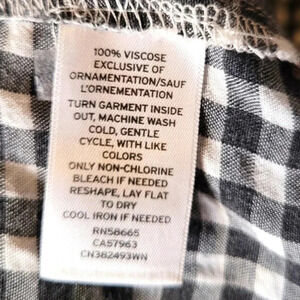 100% VISCOSE
EXCLUSIVE OF
ORNAMENTATION/SAUF
L'ORNEMENTATION
TURN GARMENT INSIDE
OUT, MACHINE WASH
COLD, GENTLE
CYCLE, WITH LIKE
COLORS
ONLY NON-CHLORINE
BLEACH IF NEEDED
RESHAPE, LAY FLAT
TO DRY
COOL IRON IF NEEDED
RN58665
CA57963
CN382493WN